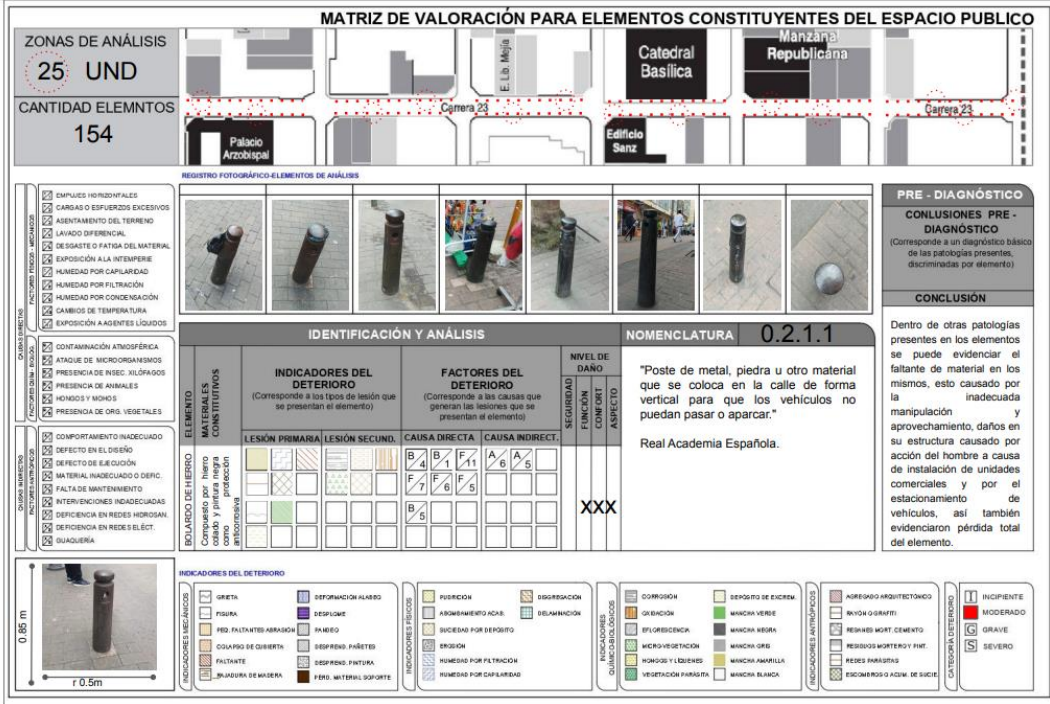 MATRIZ DE VALORACIÓN PARA ELEMENTOS CONSTITUYENTES DEL ESPACIO PUBLICO
ZONAS DE ANÁLISIS
25 UND
CANTIDAD ELEMNTOS
154
E. Lib. Mejía
Catedral
Basílica
Manzana
Republicana
Carrera 23
Carrera 23
Palacio
Arzobispal
Edificio
Sanz
REGISTRO FOTOGRÁFICO-ELEMENTOS DE ANÁLISIS
CAUSAS DIRECTAS
FACTORES FÍSICOS - MECÁNICOS
EMPUJES HORIZONTALES
CARGAS O ESFUERZOS EXCESIVOS
ASENTAMIENTO DEL TERRENO
LAVADO DIFERENCIAL
DESGASTE O FATIGA DEL MATERIAL
EXPOSICIÓN A LA INTEMPERIE
HUMEDAD POR CAPILARIDAD
HUMEDAD POR FILTRACIÓN
HUMEDAD POR CONDENSACIÓN
CAMBIOS DE TEMPERATURA
EXPOSICIÓN A AGENTES LÍQUIDOS
FACTORES QUÍM - BIOLÓG.
CONTAMINACIÓN ATMOSFÉRICA
ATAQUE DE MICROORGANISMOS
PRESENCIA DE INSEC. XILÓFAGOS
PRESENCIA DE ANIMALES
HONGOS Y MOHOS
PRESENCIA DE ORG. VEGETALES
CAUSAS INDIRECTAS
FACTORES ANTRÓPICOS
COMPORTAMIENTO INADECUADO
DEFECTO EN EL DISEÑO
DEFECTO DE EJECUCIÓN
MATERIAL INADECUADO O DEFIC.
FALTA DE MANTENIMIENTO
INTERVENCIONES INDADECUADAS
DEFICIENCIA EN REDES HIDROSAN.
DEFICIENCIA EN REDES ELÉCT.
GUAQUERÍA
PRE - DIAGNÓSTICO
CONLUSIONES PRE -
DIAGNÓSTICO
(Corresponde a un diagnóstico básico
de las patologías presentes,
discriminadas por elemento)
CONCLUSIÓN
Dentro de otras patologías
presentes en los elementos
se puede evidenciar el
faltante de material en los
mismos, esto causado por
la inadecuada
manipulación y
aprovechamiento, daños en
su estructura causado por
acción del hombre a causa
de instalación de unidades
comerciales y por el
estacionamiento de
vehículos, así también
evidenciaron pérdida total
del elemento.
IDENTIFICACIÓN Y ANÁLISIS
ELEMENTO
MATERIALES
CONSTITUTIVOS
INDICADORES DEL
DETERIORO
(Corresponde a los tipos de lesión que
se presentan el elemento)
FACTORES DEL
DETERIORO
(Corresponde a las causas que
generan las lesiones que se
presentan el elemento)
NIVEL DE
DAÑO
SEGURIDAD
FUNCIÓN
CONFORT
ASPECTO
LESIÓN PRIMARIA LESIÓN SECUND. CAUSA DIRECTA CAUSA INDIRECT.
BOLARDO DE HIERRO
Compuesto por hierro
colado y pintura negra
como protección
anticorrosiva
B/4 B/1 F/11 A/6 A/5
F/7 F/6 F/5
B/5
XXX
NOMENCLATURA 0.2.1.1
"Poste de metal, piedra u otro material
que se coloca en la calle de forma
vertical para que los vehículos no
puedan pasar o aparcar."
Real Academia Española.
0.85 m
r 0.5m
INDICADORES DEL DETERIORO
INDICADORES MECÁNICOS
GRIETA
FISURA
PEQ. FALTANTES ABRASIÓN
COLAPSO DE CUBIERTA
FALTANTE
RAJADURA DE MADERA
DEFORMACIÓN ALABEO
DESPLOME
PANDEO
DESPREND. PAÑETES
DESPREND. PINTURA
PÉRD. MATERIAL SOPORTE
INDICADORES FÍSICOS
PUDRICIÓN
ABOMBAMIENTO ACAB.
SUCIEDAD POR DEPÓSITO
EROSIÓN
HUMEDAD POR FILTRACIÓN
HUMEDAD POR CAPILARIDAD
DISGREGACIÓN
DELAMINACIÓN
INDICADORES
QUÍMICO-BIOLÓGICOS
CORROSIÓN
OXIDACIÓN
EFLORESCENCIA
MICRO-VEGETACIÓN
HONGOS Y LÍQUENES
VEGETACIÓN PARÁSITA
DEPÓSITO DE EXCREM.
MANCHA VERDE
MANCHA NEGRA
MANCHA GRIS
MANCHA AMARILLA
MANCHA BLANCA
INDICADORES ANTRÓPICOS
AGREGADO ARQUITECTÓNICO
RAYÓN O GRAFITI
RESANES MORT. CEMENTO
RESIDUOS MORTERO Y PINT.
REDES PARÁSITAS
ESCOMBROS O ACUM. DE SUCIE.
CATEGORÍA DETERIORO
I INCIPIENTE
MODERADO
G GRAVE
S SEVERO